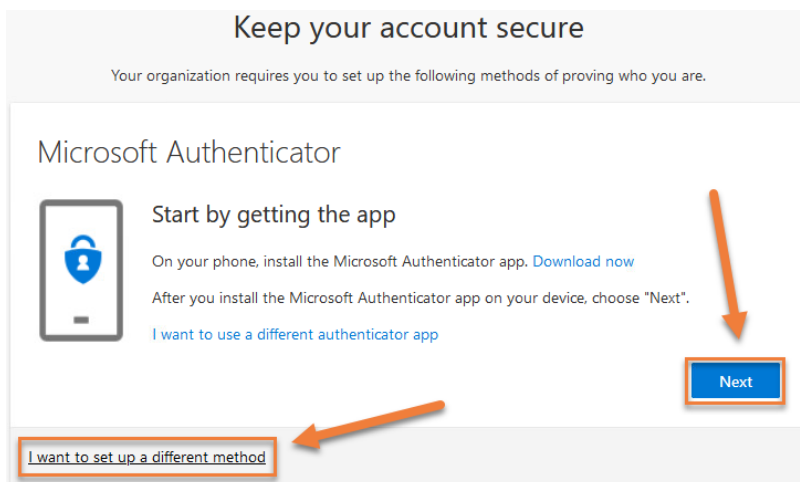 Keep your account secure
Your organization requires you to set up the following methods of proving who you are.
Microsoft Authenticator
Start by getting the app
On your phone, install the Microsoft Authenticator app. Download now
After you install the Microsoft Authenticator app on your device, choose "Next".
I want to use a different authenticator app
Next
I want to set up a different method